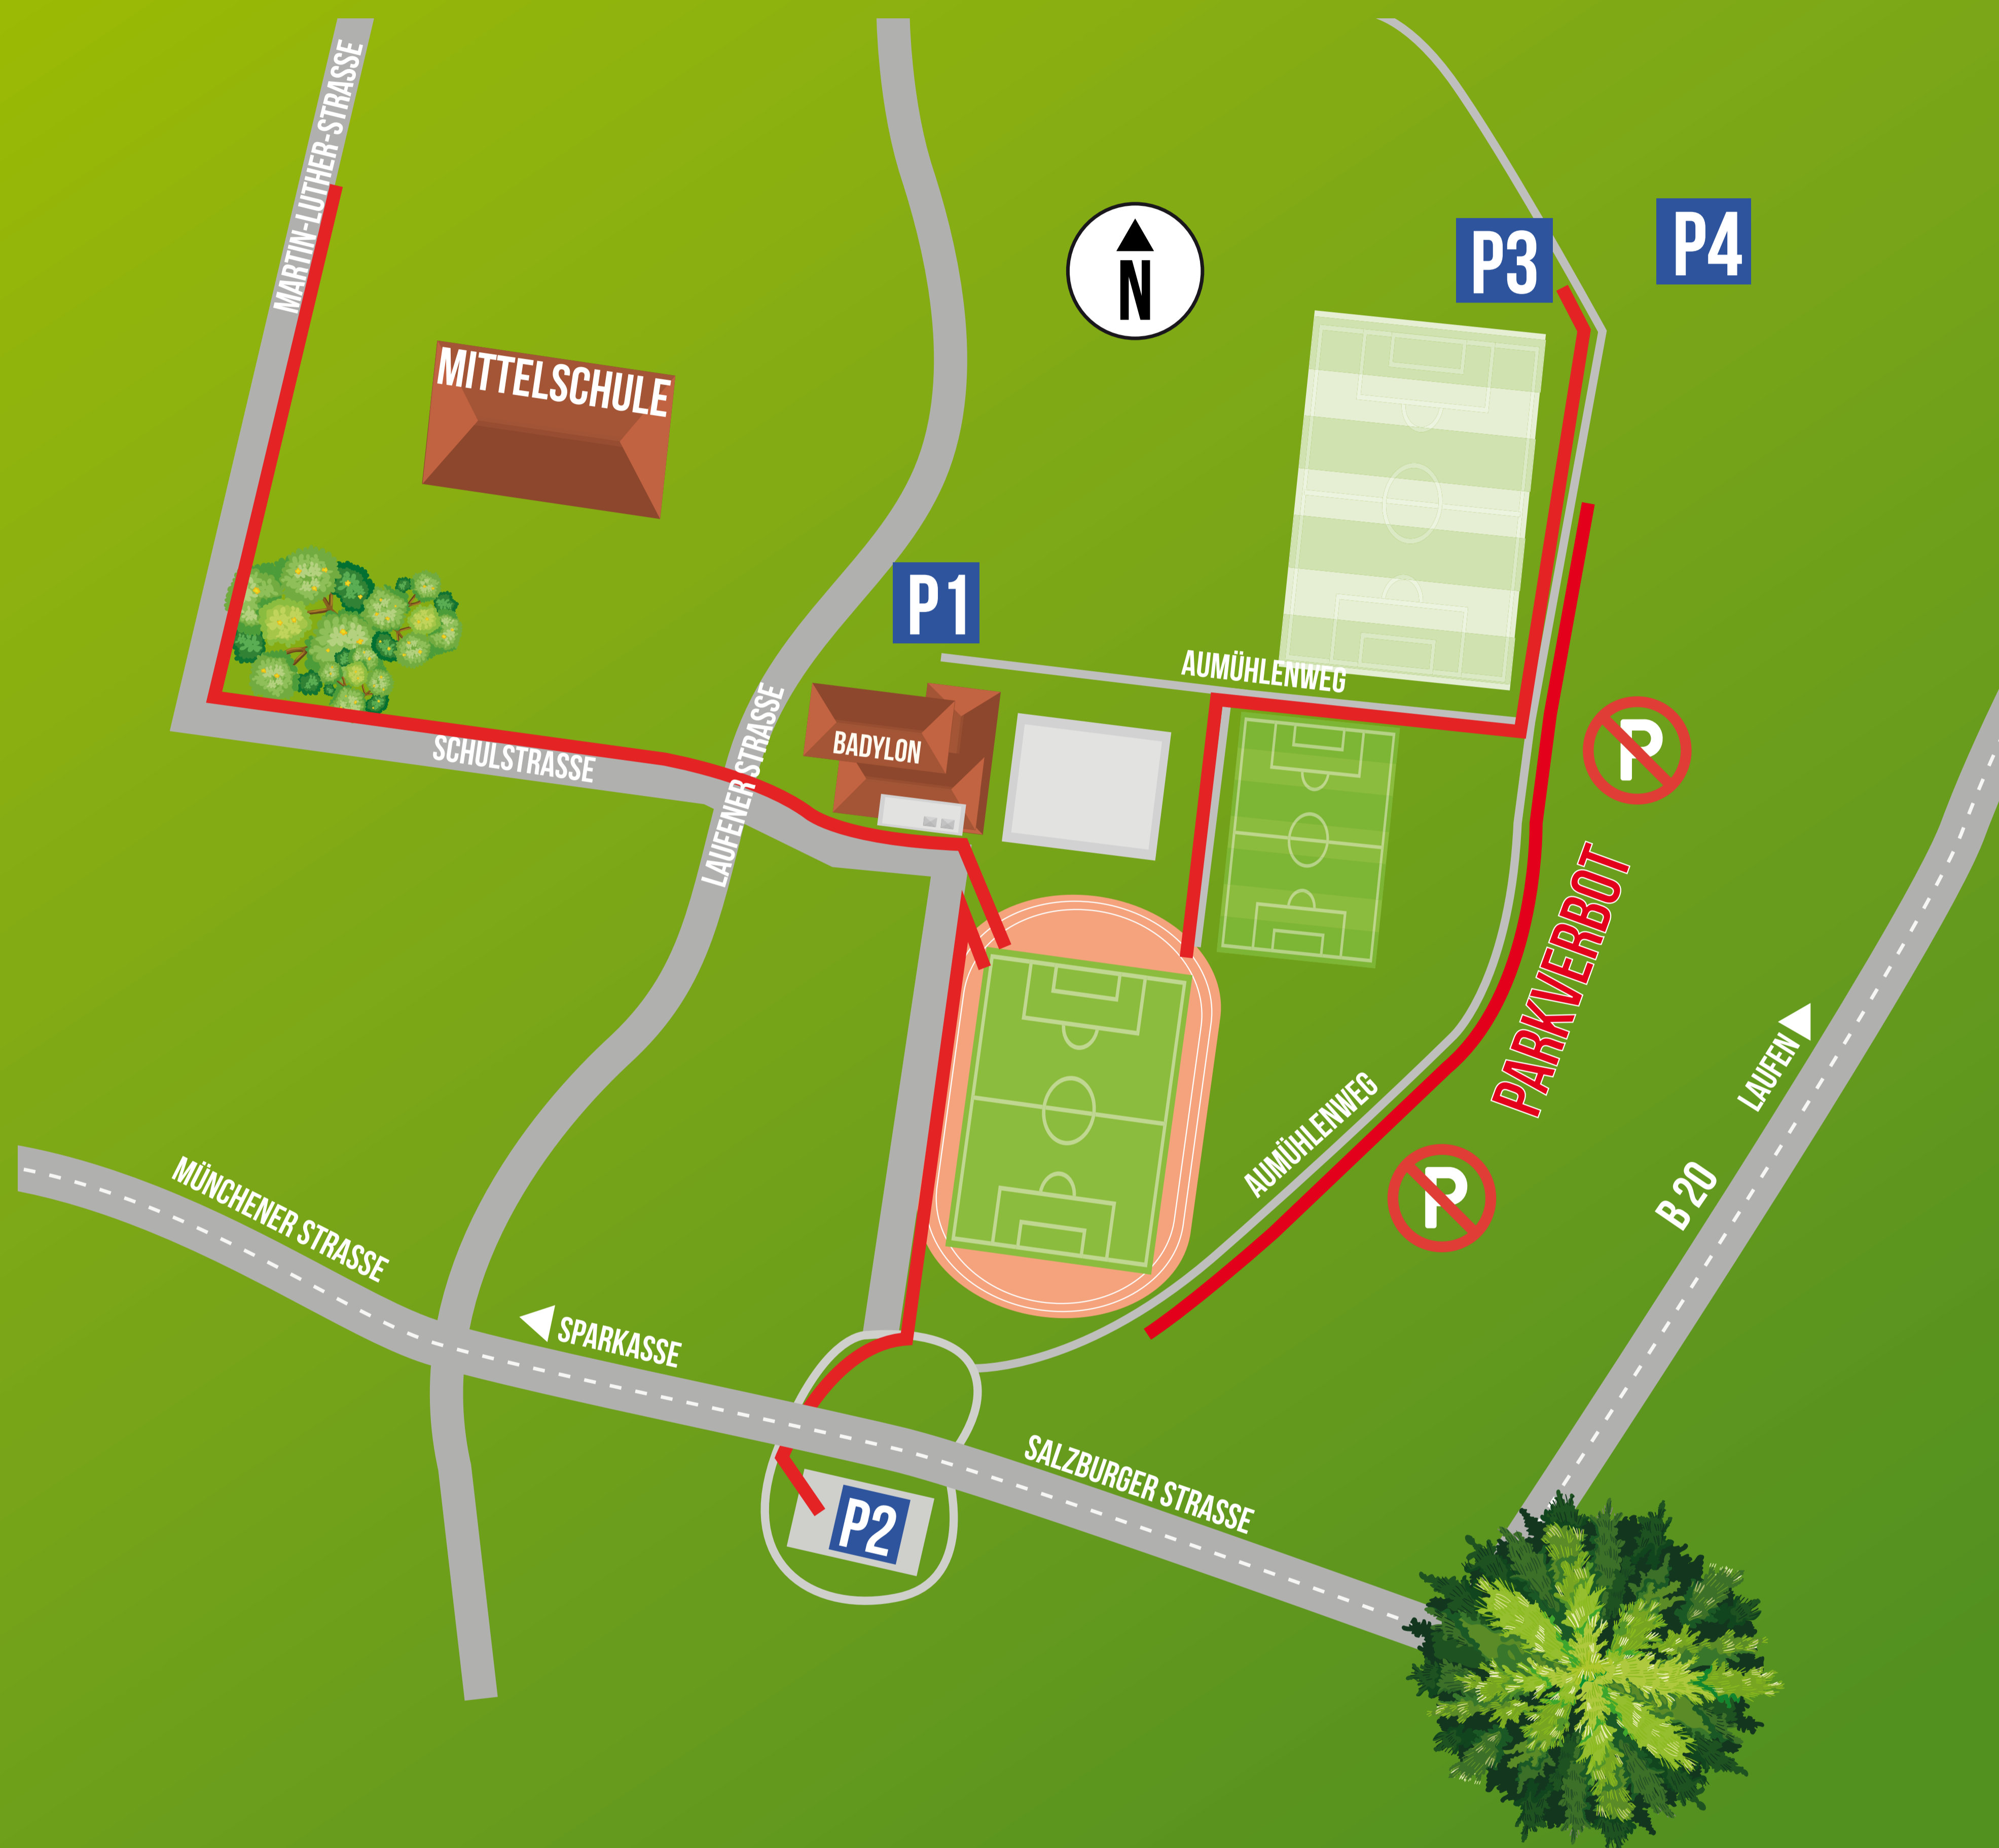 MARTIN-LUTHER-STRASSE
P3
P4
N
MITTELSCHULE
P1
AUMÜHLENWEG
LAUFENER STRASSE
BADYLON
SCHULSTRASSE
P
PARKVERBOT
LAUFEN
AUMÜHLENWEG
P
B 20
MÜNCHENER STRASSE
SPARKASSE
SALZBURGER STRASSE
P2